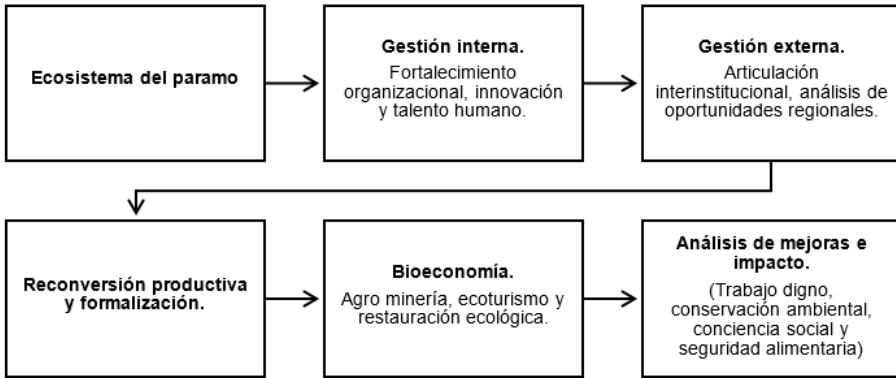 Ecosistema del paramo
Gestión interna.
Fortalecimiento
organizacional, innovación
y talento humano.
Gestión externa.
Articulación
interinstitucional, análisis de
oportunidades regionales.
Reconversión productiva
y formalización.
Bioeconomía.
Agro minería, ecoturismo y
restauración ecológica.
Análisis de mejoras e
impacto.
(Trabajo digno,
conservación ambiental,
conciencia social y
seguridad alimentaria)